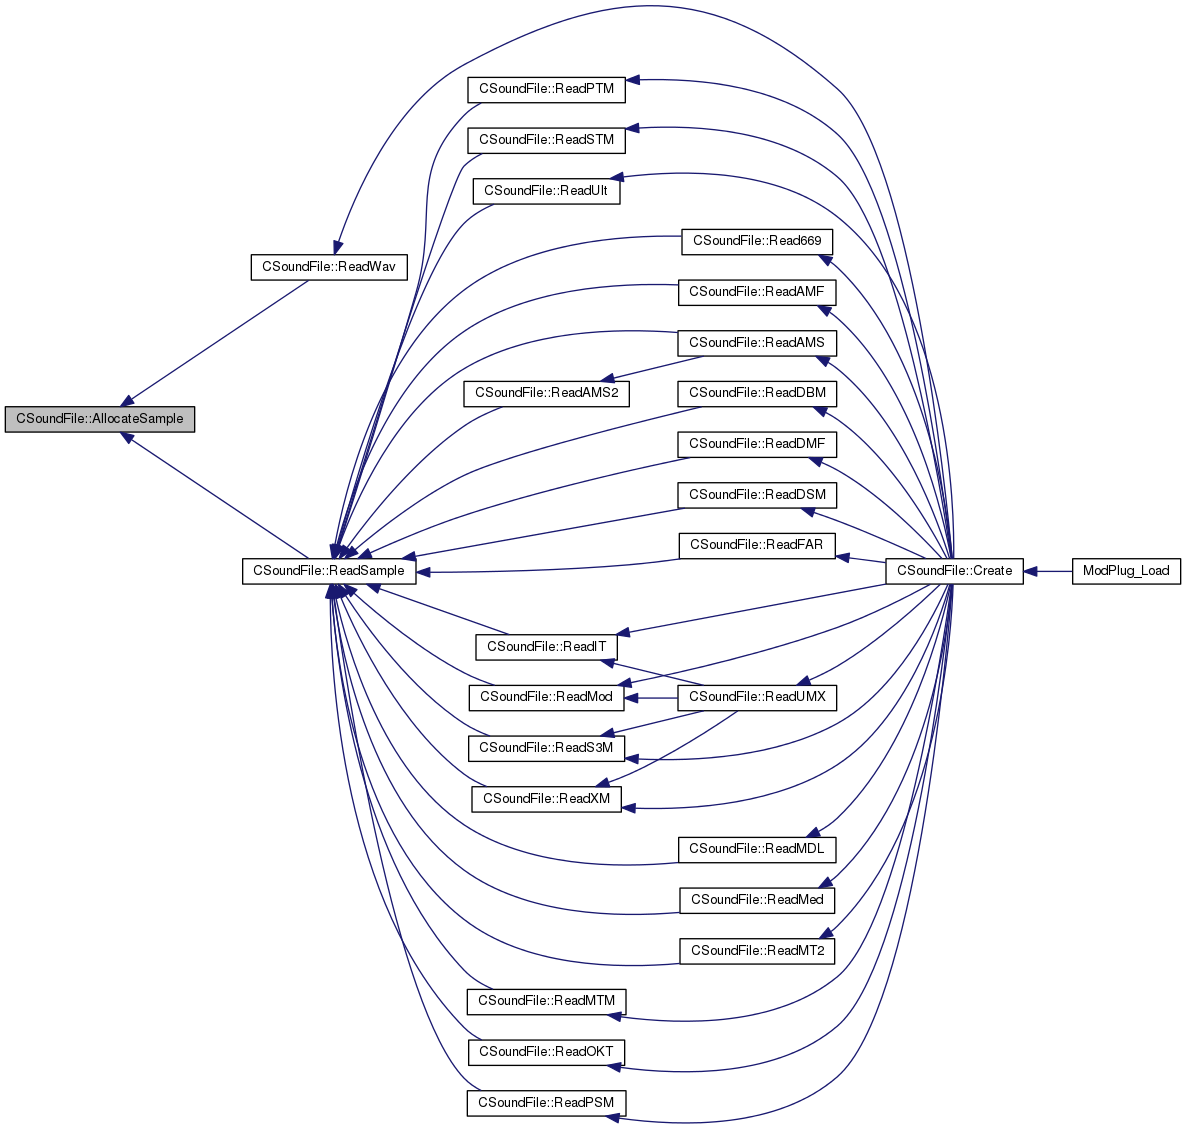 CSoundFile::ReadPTM
CSoundFile::ReadSTM
CSoundFile::ReadUlt
CSoundFile::Read669
CSoundFile::ReadWav
CSoundFile::ReadAMF
CSoundFile::ReadAMS
CSoundFile::ReadAMS2
CSoundFile::ReadDBM
CSoundFile::AllocateSample
CSoundFile::ReadDMF
CSoundFile::ReadDSM
CSoundFile::ReadFAR
CSoundFile::ReadSample
CSoundFile::Create
ModPlug_Load
CSoundFile::ReadIT
CSoundFile::ReadMod
CSoundFile::ReadUMX
CSoundFile::ReadS3M
CSoundFile::ReadXM
CSoundFile::ReadMDL
CSoundFile::ReadMed
CSoundFile::ReadMT2
CSoundFile::ReadMTM
CSoundFile::ReadOKT
CSoundFile::ReadPSM